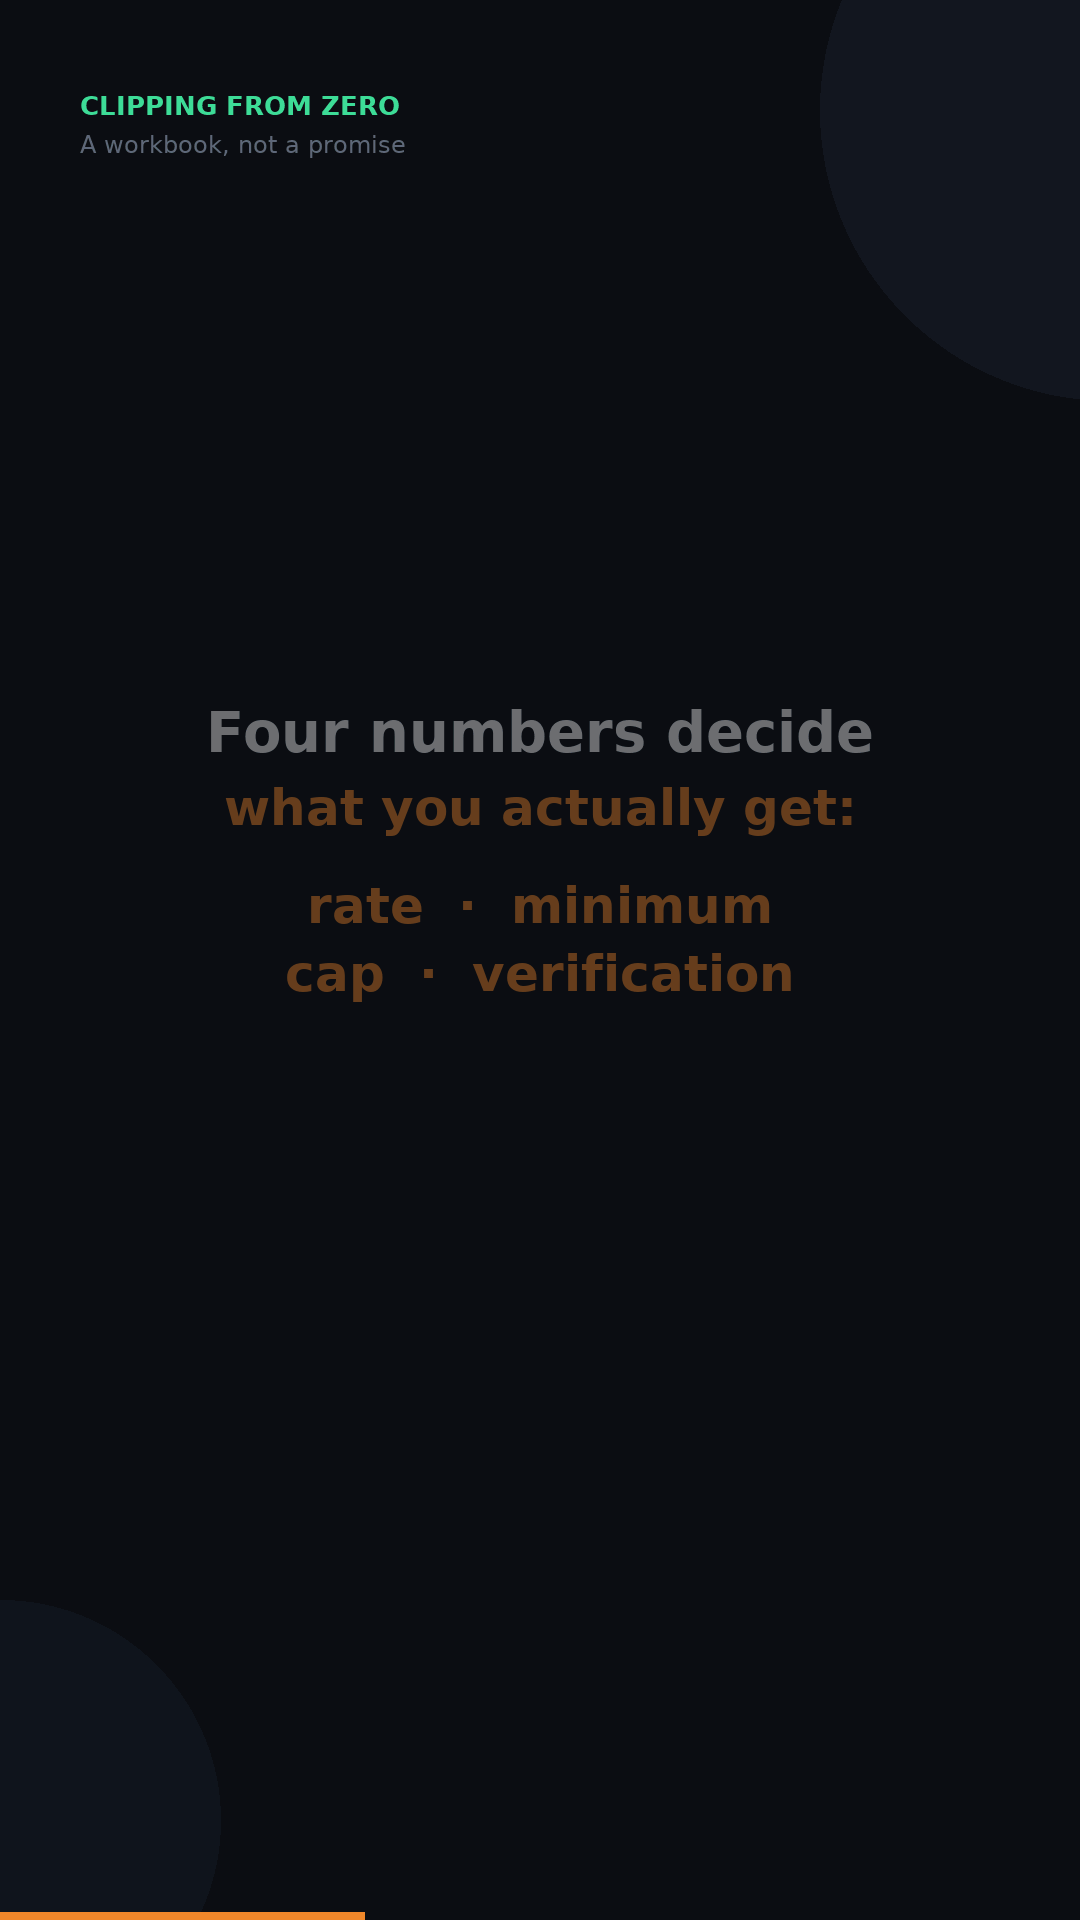 CLIPPING FROM ZERO
A workbook, not a promise
Four numbers decide
what you actually get:
rate · minimum
cap · verification